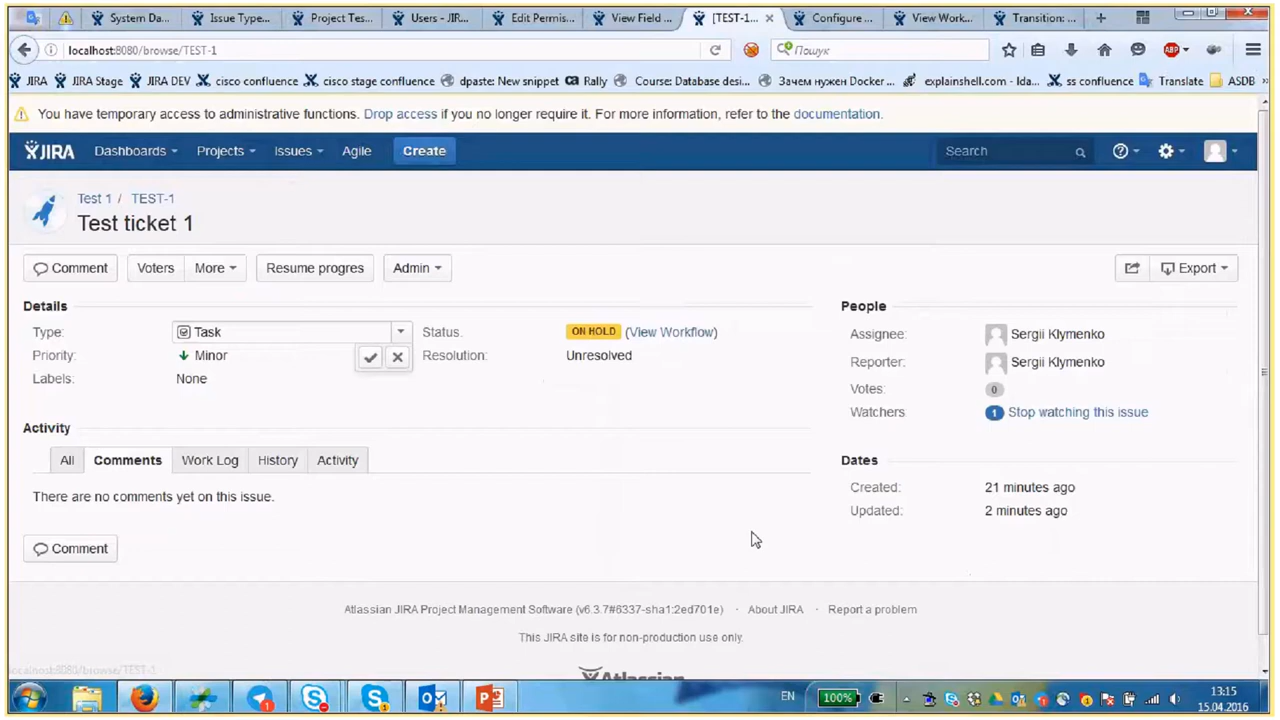 System Da... Issue Type... Project Tes... Users - JIR... Edit Permis... View Field ... [TEST-1... Configure ... View Work... Transition: ...
localhost:8080/browse/TEST-1 Пошук ABP
JIRA JIRA Stage JIRA DEV cisco confluence cisco stage confluence dpaste: New snippet ca Rally Course: Database desi... Зачем нужен Docker ... explainshell.com - Ida... ss confluence Translate ASDB
You have temporary access to administrative functions. Drop access if you no longer require it. For more information, refer to the documentation.
JIRA Dashboards Projects Issues Agile Create Search
Test 1 / TEST-1
Test ticket 1
Comment Voters More Resume progres Admin Export
Details
Type: Task
Priority: Minor
Labels: None
Status: ON HOLD (View Workflow)
Resolution: Unresolved
People
Assignee: Sergii Klymenko
Reporter: Sergii Klymenko
Votes: 0
Watchers 1 Stop watching this issue
Activity
All Comments Work Log History Activity
There are no comments yet on this issue.
Comment
Dates
Created: 21 minutes ago
Updated: 2 minutes ago
Atlassian JIRA Project Management Software (v6.3.7#6337-sha1:2ed701e) · About JIRA · Report a problem
This JIRA site is for non-production use only.
Atlassian
localhost:8080/browse/TEST-1
EN 100% 13:15
15.04.2016